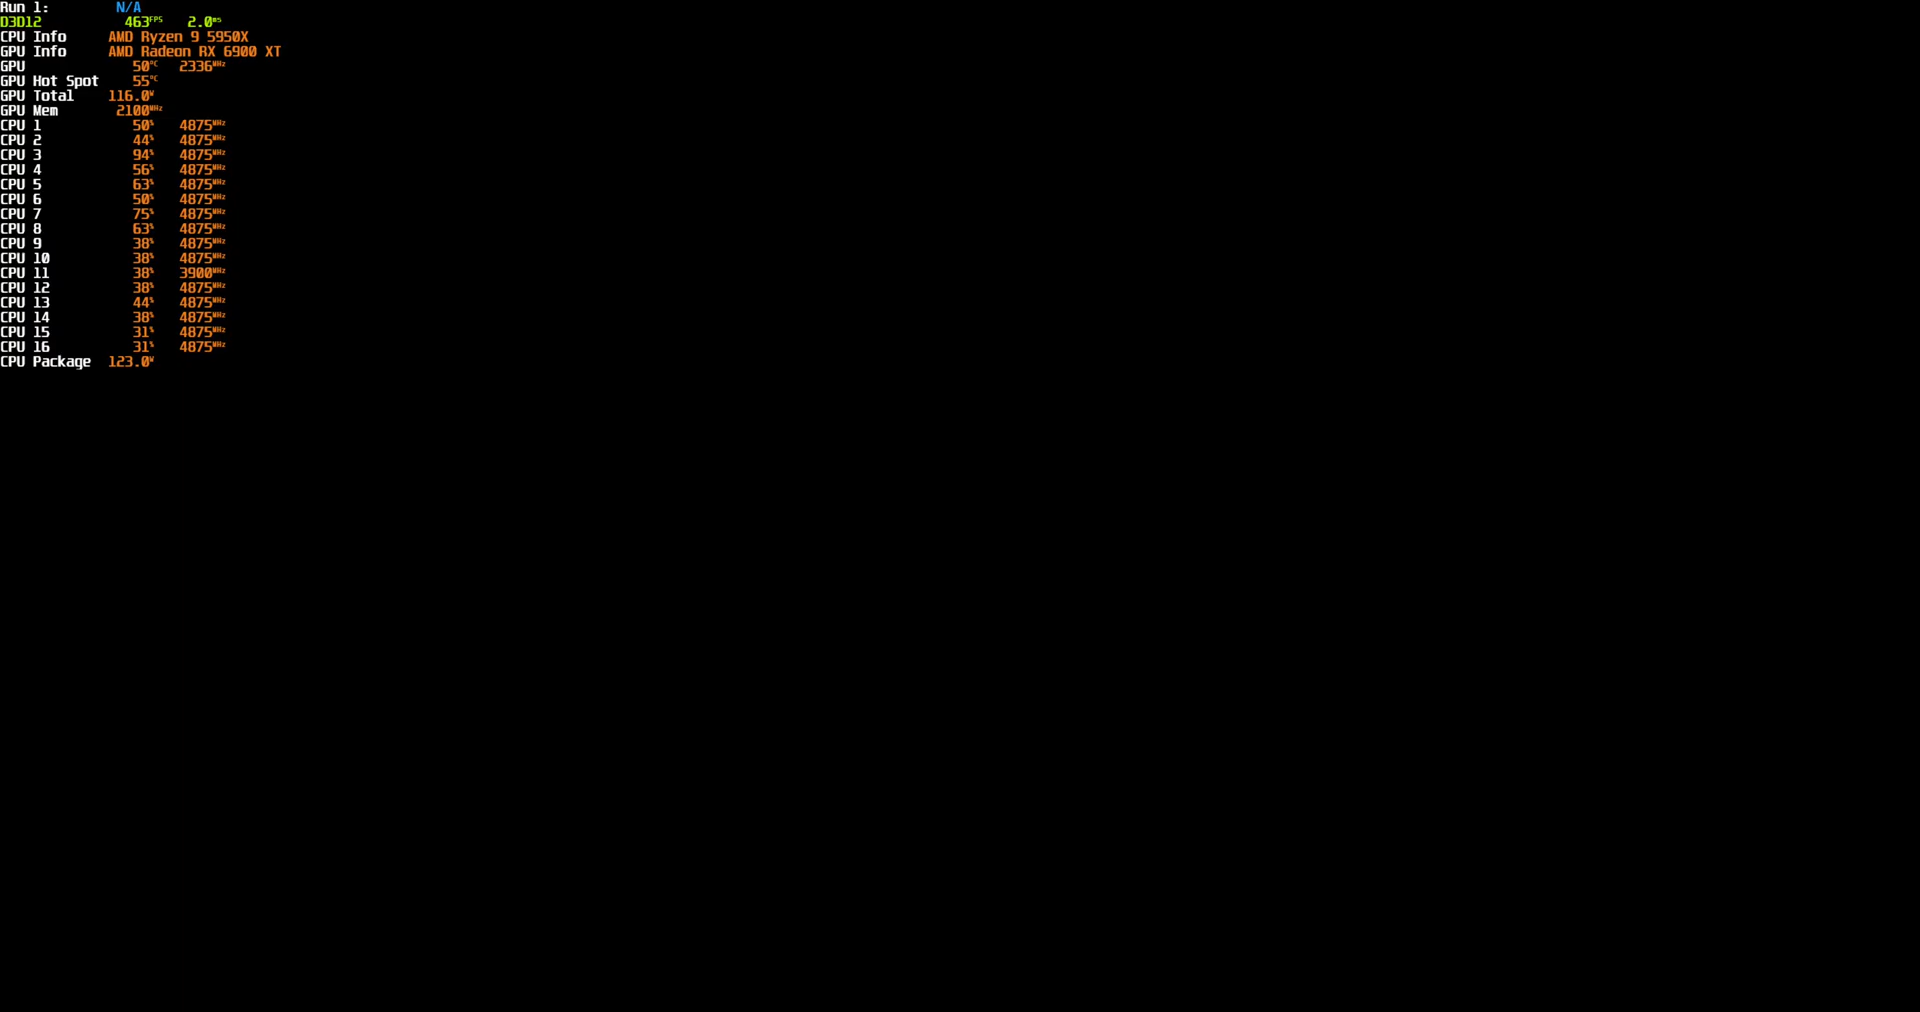 Run 1: N/A
D3D12 463FPS 2.0ms
CPU Info AMD Ryzen 9 5950X
GPU Info AMD Radeon RX 6900 XT
GPU 50°C 2336MHz
GPU Hot Spot 55°C
GPU Total 116.0W
GPU Mem 2100MHz
CPU 1 50% 4875MHz
CPU 2 44% 4875MHz
CPU 3 94% 4875MHz
CPU 4 56% 4875MHz
CPU 5 63% 4875MHz
CPU 6 50% 4875MHz
CPU 7 75% 4875MHz
CPU 8 63% 4875MHz
CPU 9 38% 4875MHz
CPU 10 38% 4875MHz
CPU 11 38% 3900MHz
CPU 12 38% 4875MHz
CPU 13 44% 4875MHz
CPU 14 38% 4875MHz
CPU 15 31% 4875MHz
CPU 16 31% 4875MHz
CPU Package 123.0W